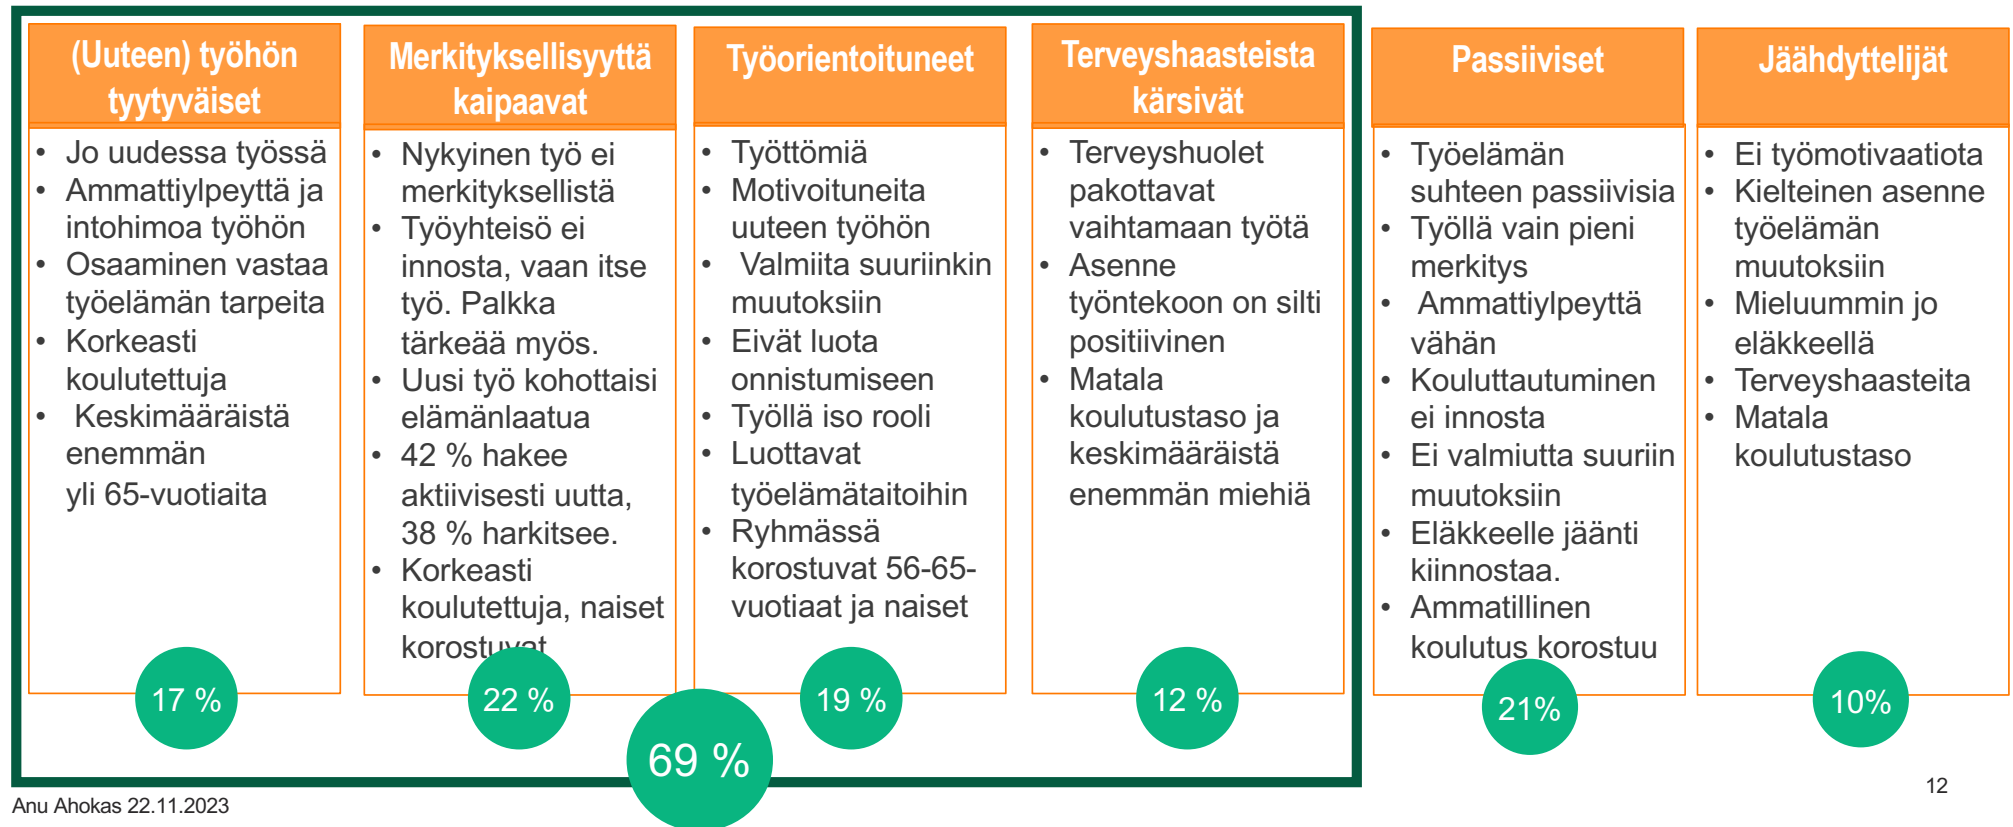 (Uuteen) työhön
tyytyväiset
• Jo uudessa työssä
• Ammattiylpeyttä ja
intohimoa työhön
• Osaaminen vastaa
työelämän tarpeita
• Korkeasti
koulutettuja
• Keskimääräistä
enemmän
yli 65-vuotiaita
17 %
Merkityksellisyyttä
kaipaavat
• Nykyinen työ ei
merkityksellistä
• Työyhteisö ei
innosta, vaan itse
työ. Palkka
tärkeää myös.
• Uusi työ kohottaisi
elämänlaatua
• 42 % hakee
aktiivisesti uutta,
38 % harkitsee.
• Korkeasti
koulutettuja, naiset
korostuvat
22 %
Työorientoituneet
• Työttömiä
• Motivoituneita
uuteen työhön
• Valmiita suuriinkin
muutoksiin
• Eivät luota
onnistumiseen
• Työllä iso rooli
• Luottavat
työelämätaitoihin
• Ryhmässä
korostuvat 56-65-
vuotiaat ja naiset
19 %
Terveyshaasteista
kärsivät
• Terveyshuolet
pakottavat
vaihtamaan työtä
• Asenne
työntekoon on silti
positiivinen
• Matala
koulutustaso ja
keskimääräistä
enemmän miehiä
12 %
69 %
Passiiviset
• Työelämän
suhteen passiivisia
• Työllä vain pieni
merkitys
• Ammattiylpeyttä
vähän
• Kouluttautuminen
ei innosta
• Ei valmiutta suuriin
muutoksiin
• Eläkkeelle jäänti
kiinnostaa.
• Ammatillinen
koulutus korostuu
21%
Jäähdyttelijät
• Ei työmotivaatiota
• Kielteinen asenne
työelämän
muutoksiin
• Mieluummin jo
eläkkeellä
• Terveyshaasteita
• Matala
koulutustaso
10%
Anu Ahokas 22.11.2023
12